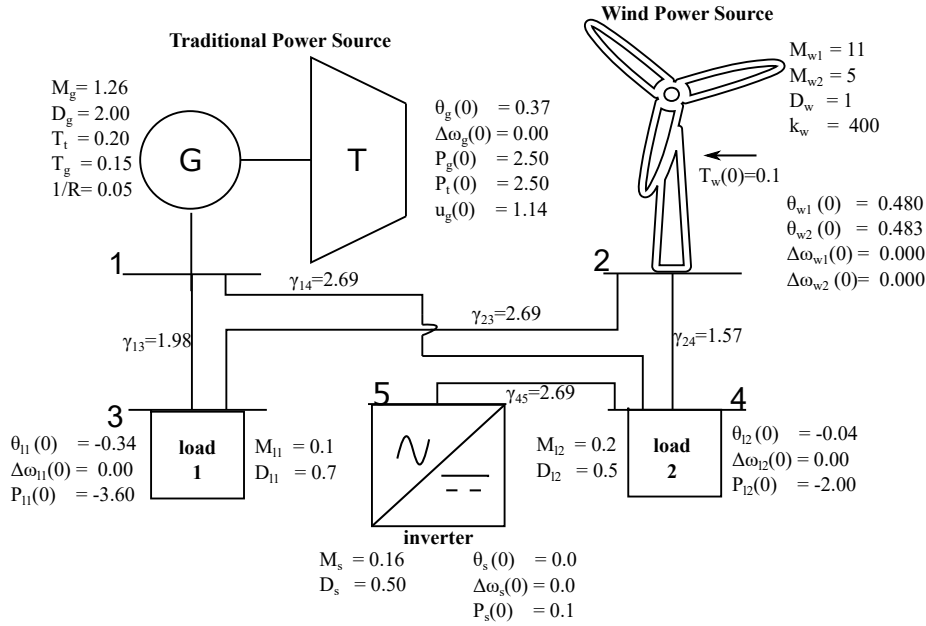 Traditional Power Source
Wind Power Source
M_g= 1.26
D_g = 2.00
T_t = 0.20
T_g = 0.15
1/R= 0.05
G
T
θ_g (0) = 0.37
Δω_g(0) = 0.00
P_g(0) = 2.50
P_t(0) = 2.50
u_g(0) = 1.14
M_w1 = 11
M_w2 = 5
D_w = 1
k_w = 400
T_w(0)=0.1
θ_w1 (0) = 0.480
θ_w2 (0) = 0.483
Δω_w1(0) = 0.000
Δω_w2 (0)= 0.000
1
2
γ_14=2.69
γ_23=2.69
γ_13=1.98
γ_24=1.57
γ_45=2.69
3
5
4
θ_l1 (0) = -0.34
Δω_l1(0) = 0.00
P_l1(0) = -3.60
load
1
M_l1 = 0.1
D_l1 = 0.7
M_l2 = 0.2
D_l2 = 0.5
load
2
θ_l2 (0) = -0.04
Δω_l2(0) = 0.00
P_l2(0) = -2.00
inverter
M_s = 0.16
D_s = 0.50
θ_s (0) = 0.0
Δω_s(0) = 0.0
P_s(0) = 0.1